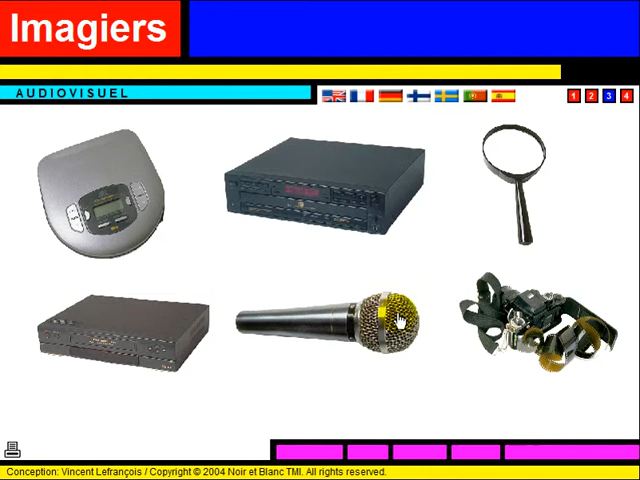 Imagiers
AUDIOVISUEL
1 2 3 4
Conception: Vincent Lefrançois / Copyright © 2004 Noir et Blanc TMI. All rights reserved.